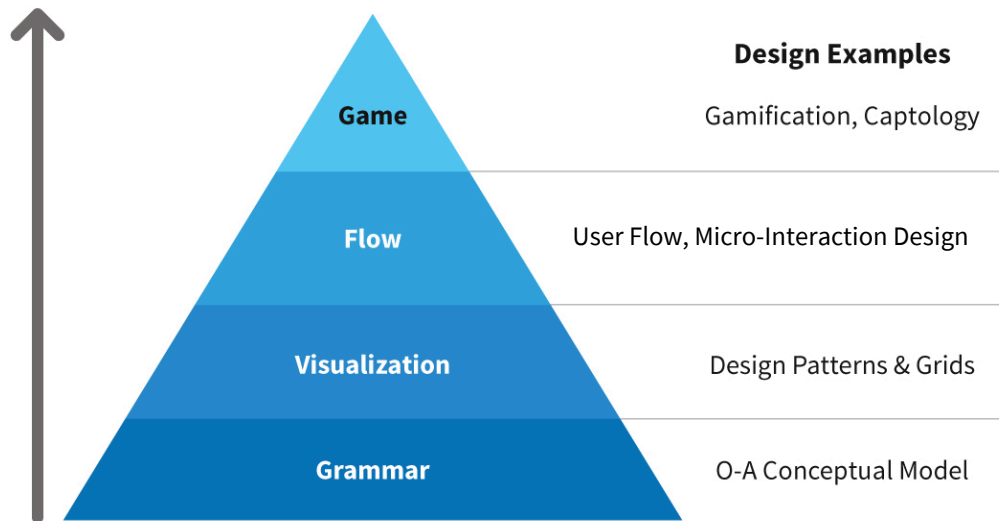 Design Examples
Game
Gamification, Captology
Flow
User Flow, Micro-Interaction Design
Visualization
Design Patterns & Grids
Grammar
O-A Conceptual Model